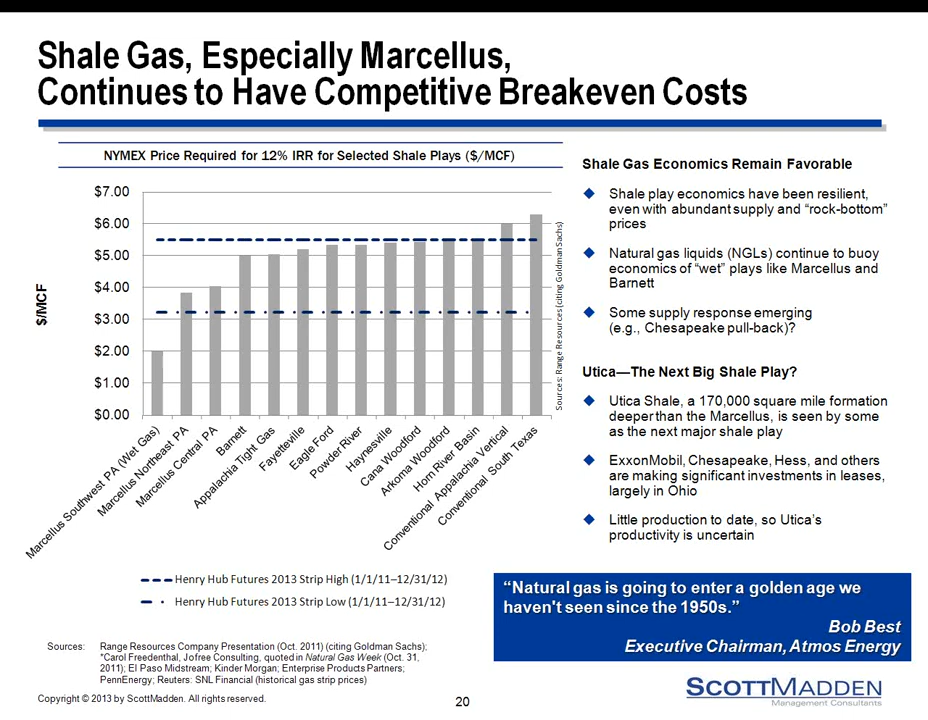 Shale Gas, Especially Marcellus,
Continues to Have Competitive Breakeven Costs
NYMEX Price Required for 12% IRR for Selected Shale Plays ($/MCF)
$/MCF
$7.00
$6.00
$5.00
$4.00
$3.00
$2.00
$1.00
$0.00
Marcellus Southwest PA (Wet Gas)
Marcellus Northeast PA
Marcellus Central PA
Barnett
Appalachia Tight Gas
Fayetteville
Eagle Ford
Powder River
Haynesville
Cana Woodford
Arkoma Woodford
Horn River Basin
Conventional Appalachia Vertical
Conventional South Texas
Sources: Range Resources (citing Goldman Sachs)
Henry Hub Futures 2013 Strip High (1/1/11–12/31/12)
Henry Hub Futures 2013 Strip Low (1/1/11–12/31/12)
Shale Gas Economics Remain Favorable
Shale play economics have been resilient,
even with abundant supply and “rock-bottom”
prices
Natural gas liquids (NGLs) continue to buoy
economics of “wet” plays like Marcellus and
Barnett
Some supply response emerging
(e.g., Chesapeake pull-back)?
Utica—The Next Big Shale Play?
Utica Shale, a 170,000 square mile formation
deeper than the Marcellus, is seen by some
as the next major shale play
ExxonMobil, Chesapeake, Hess, and others
are making significant investments in leases,
largely in Ohio
Little production to date, so Utica’s
productivity is uncertain
“Natural gas is going to enter a golden age we
haven't seen since the 1950s.”
Bob Best
Executive Chairman, Atmos Energy
Sources: Range Resources Company Presentation (Oct. 2011) (citing Goldman Sachs);
*Carol Freedenthal, Jofree Consulting, quoted in Natural Gas Week (Oct. 31,
2011); El Paso Midstream; Kinder Morgan; Enterprise Products Partners;
PennEnergy; Reuters: SNL Financial (historical gas strip prices)
Copyright © 2013 by ScottMadden. All rights reserved.
20
SCOTTMADDEN
Management Consultants